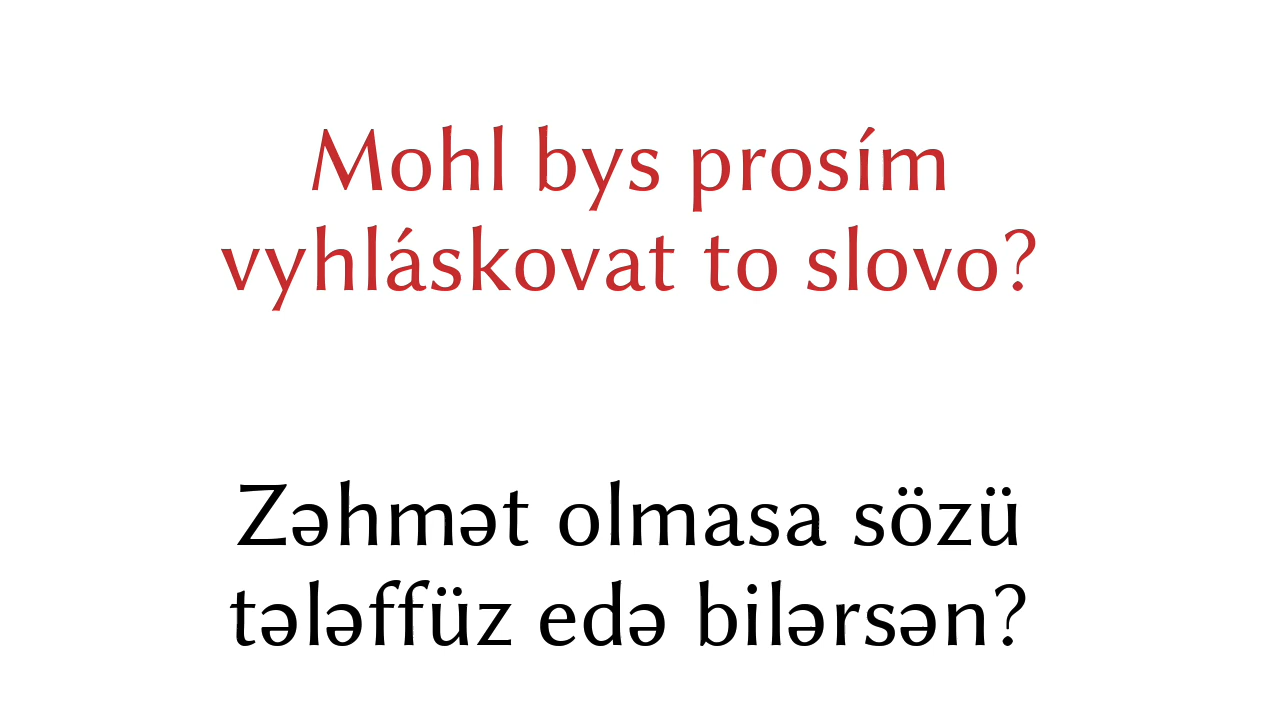 Mohl bys prosím
vyhláskovat to slovo?
Zəhmət olmasa sözü
tələffüz edə bilərsən?